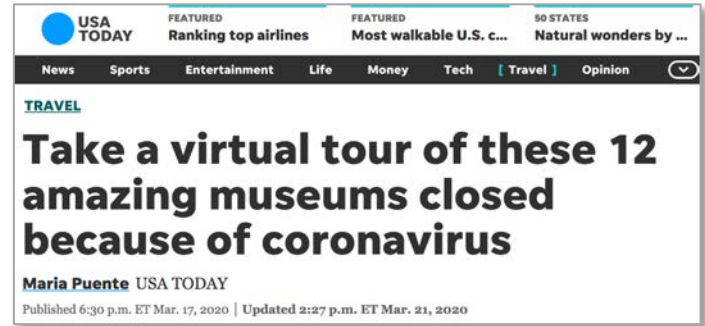 USA TODAY
FEATURED
Ranking top airlines
FEATURED
Most walkable U.S. c...
50 STATES
Natural wonders by ...
News Sports Entertainment Life Money Tech [ Travel ] Opinion
TRAVEL
Take a virtual tour of these 12
amazing museums closed
because of coronavirus
Maria Puente USA TODAY
Published 6:30 p.m. ET Mar. 17, 2020 | Updated 2:27 p.m. ET Mar. 21, 2020